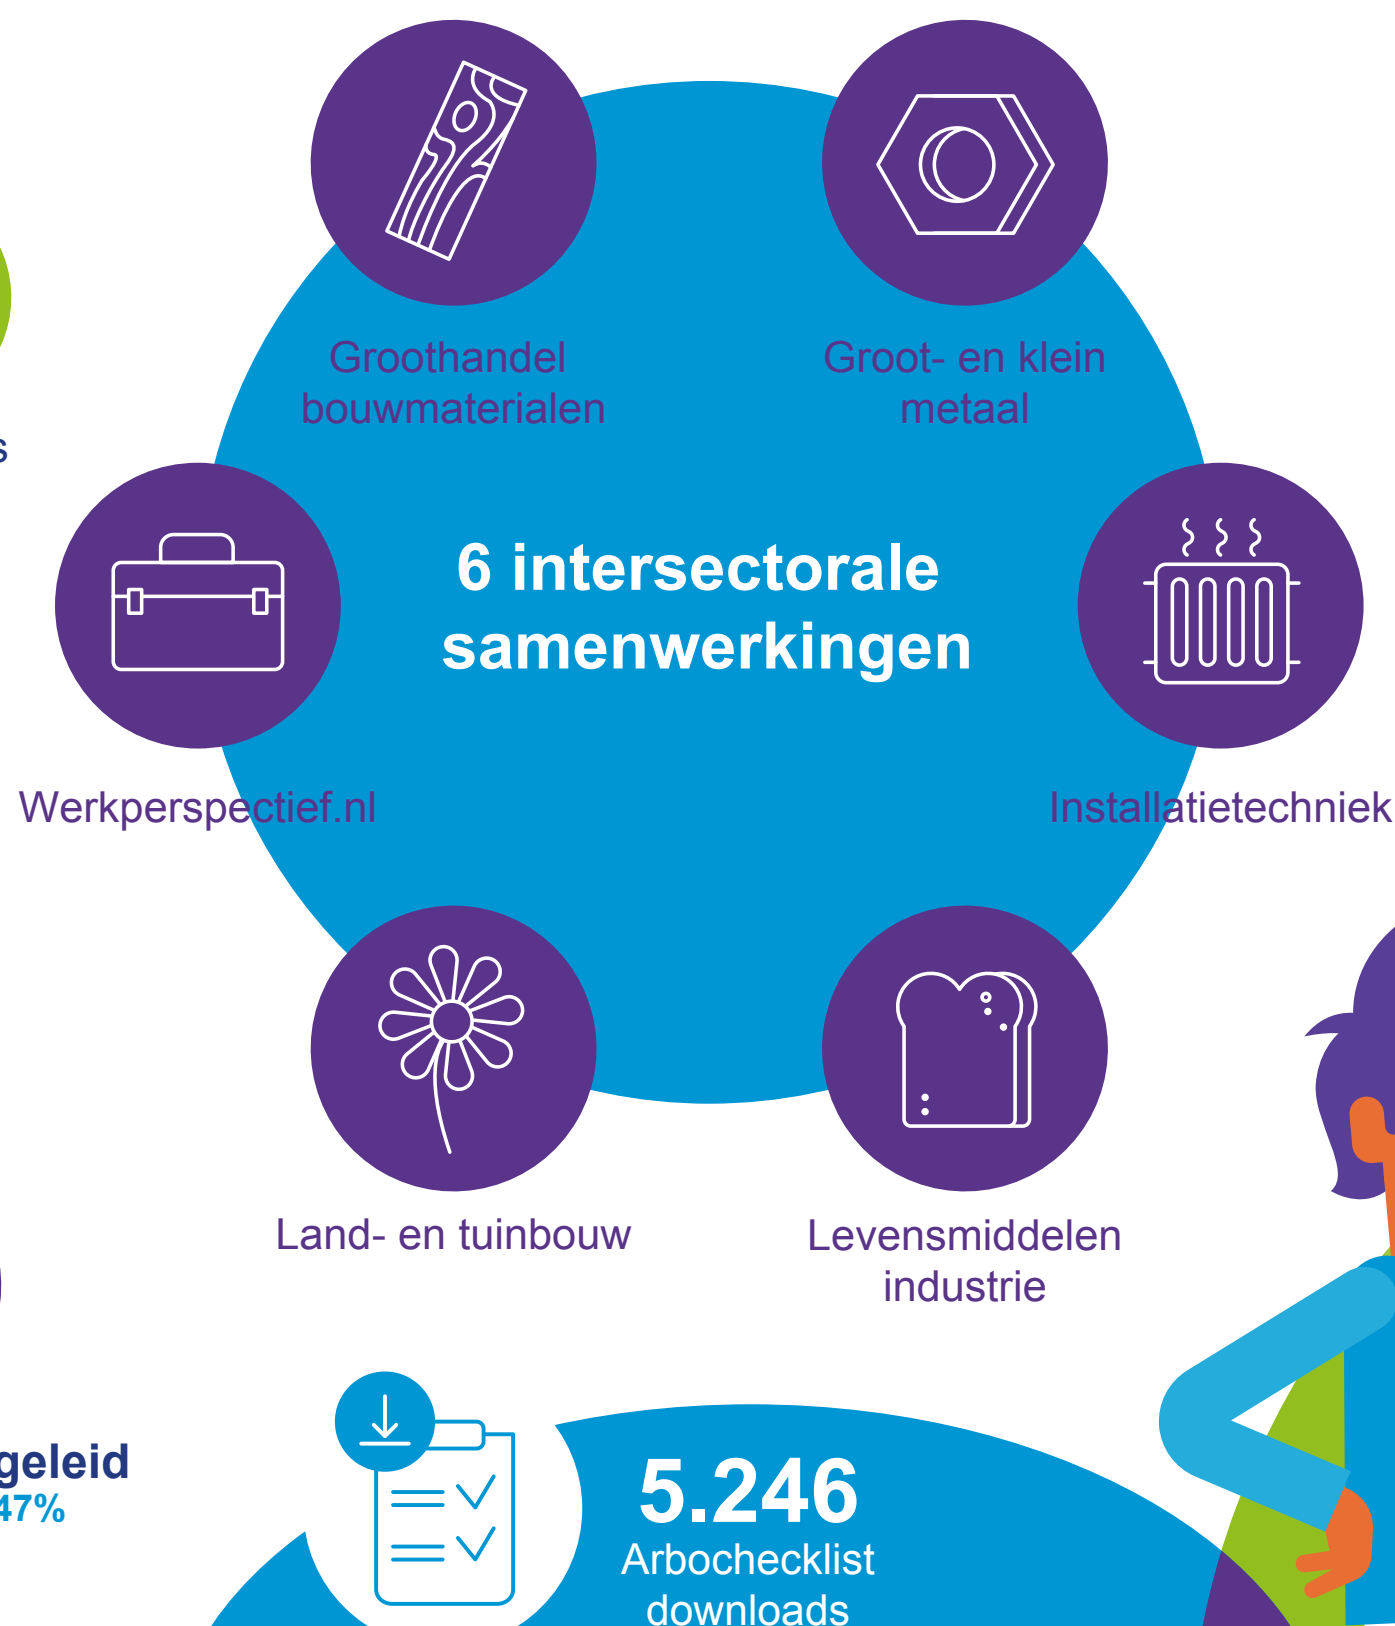 Groothandel
bouwmaterialen
Groot- en klein
metaal
6 intersectorale
samenwerkingen
Werkperspectief.nl
Installatietechniek
Land- en tuinbouw
Levensmiddelen
industrie
geleid
47%
5.246
Arbochecklist
downloads